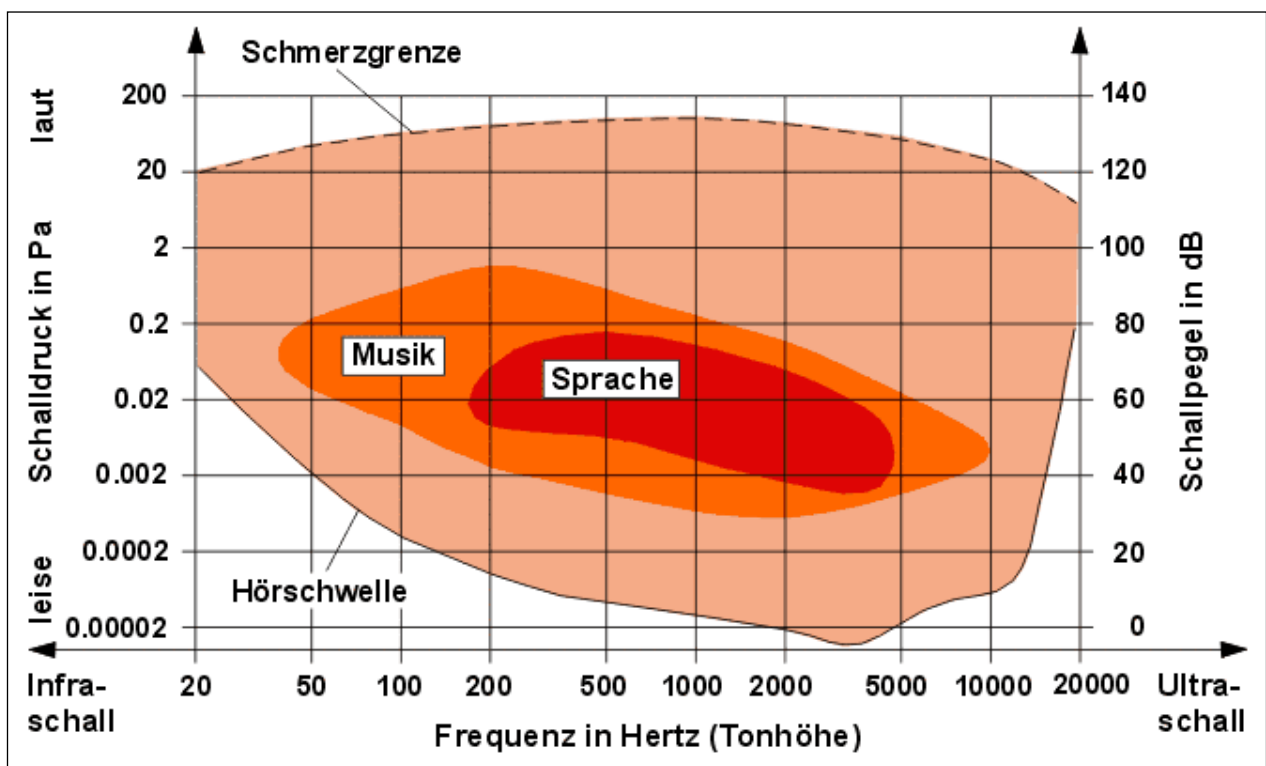 Schmerzgrenze
laut
Schalldruck in Pa
leise
200
20
2
0.2
0.02
0.002
0.0002
0.00002
Musik
Sprache
Hörschwelle
140
120
100
80
60
40
20
0
Schallpegel in dB
20 50 100 200 500 1000 2000 5000 10000 20000
Infra-
schall
Frequenz in Hertz (Tonhöhe)
Ultra-
schall